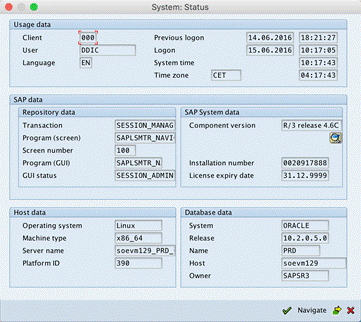 System: Status
Usage data
Client 000 Previous logon 14.06.2016 18:21:27
User DDIC Logon 15.06.2016 10:17:05
Language EN System time 10:17:43
Time zone CET 04:17:43
SAP data
Repository data
Transaction SESSION_MANAG
Program (screen) SAPLSMTR_NAVI
Screen number 100
Program (GUI) SAPLSMTR_N
GUI status SESSION_ADMIN
SAP System data
Component version R/3 release 4.6C
Installation number 0020917888
License expiry date 31.12.9999
Host data
Operating system Linux
Machine type x86_64
Server name soevm129_PRD_
Platform ID 390
Database data
System ORACLE
Release 10.2.0.5.0
Name PRD
Host soevm129
Owner SAPSR3
Navigate